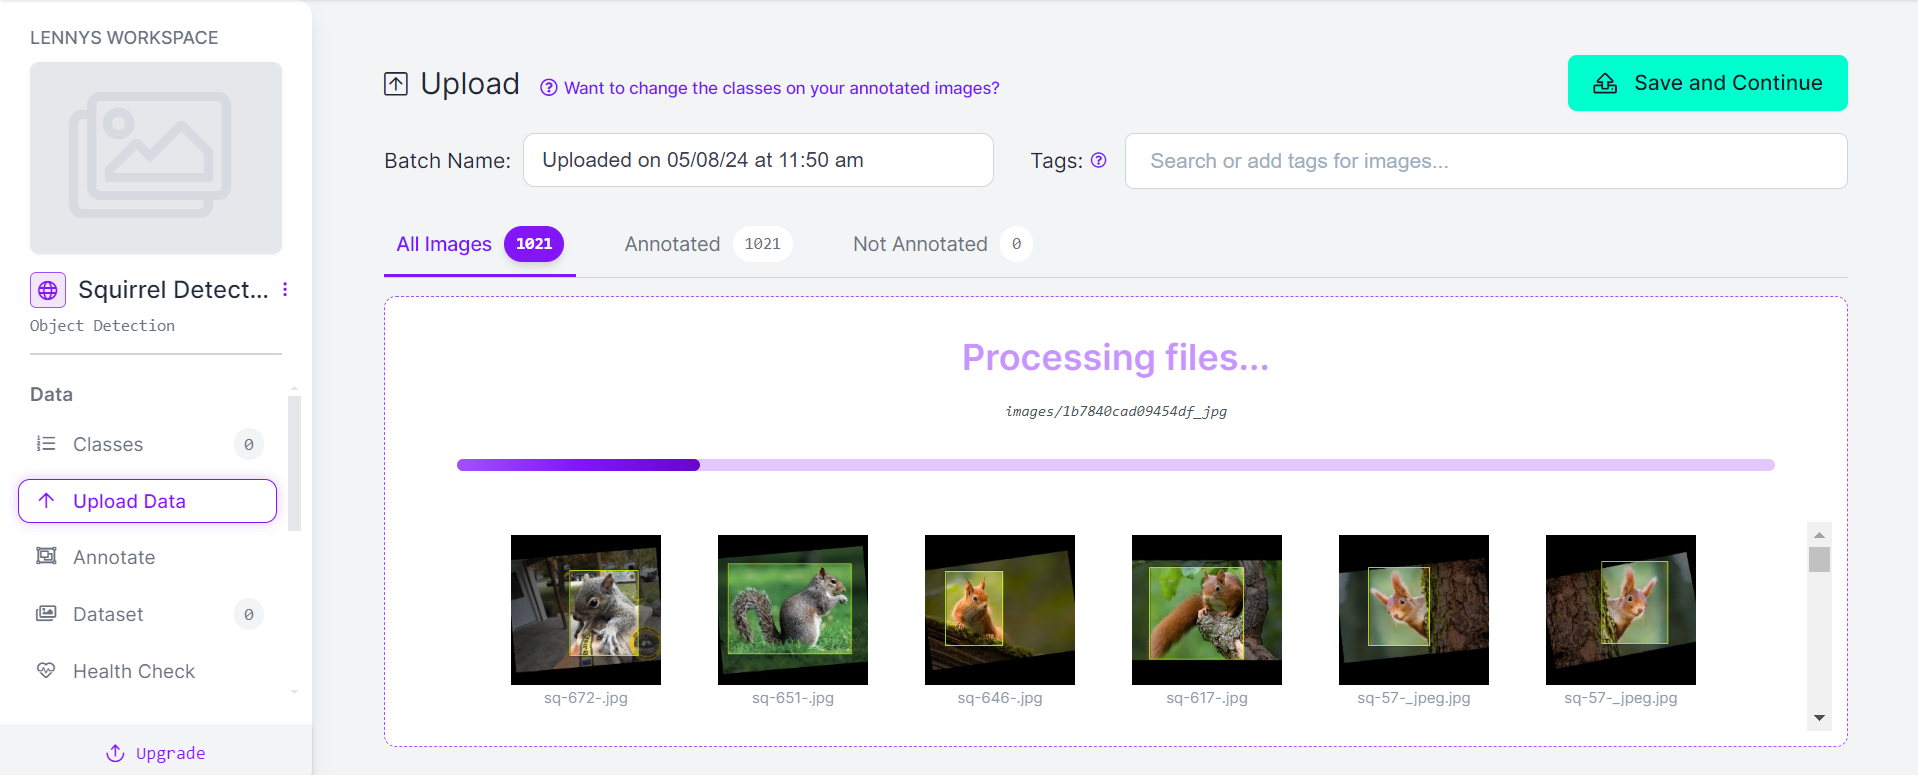 LENNYS WORKSPACE
Squirrel Detect...
Object Detection
Data
Classes 0
Upload Data
Annotate
Dataset 0
Health Check
Upgrade
Upload Want to change the classes on your annotated images?
Save and Continue
Batch Name: Uploaded on 05/08/24 at 11:50 am Tags: Search or add tags for images...
All Images 1021 Annotated 1021 Not Annotated 0
Processing files...
images/1b7840cad09454df_jpg
sq-672-.jpg sq-651-.jpg sq-646-.jpg sq-617-.jpg sq-57-_jpeg.jpg sq-57-_jpeg.jpg